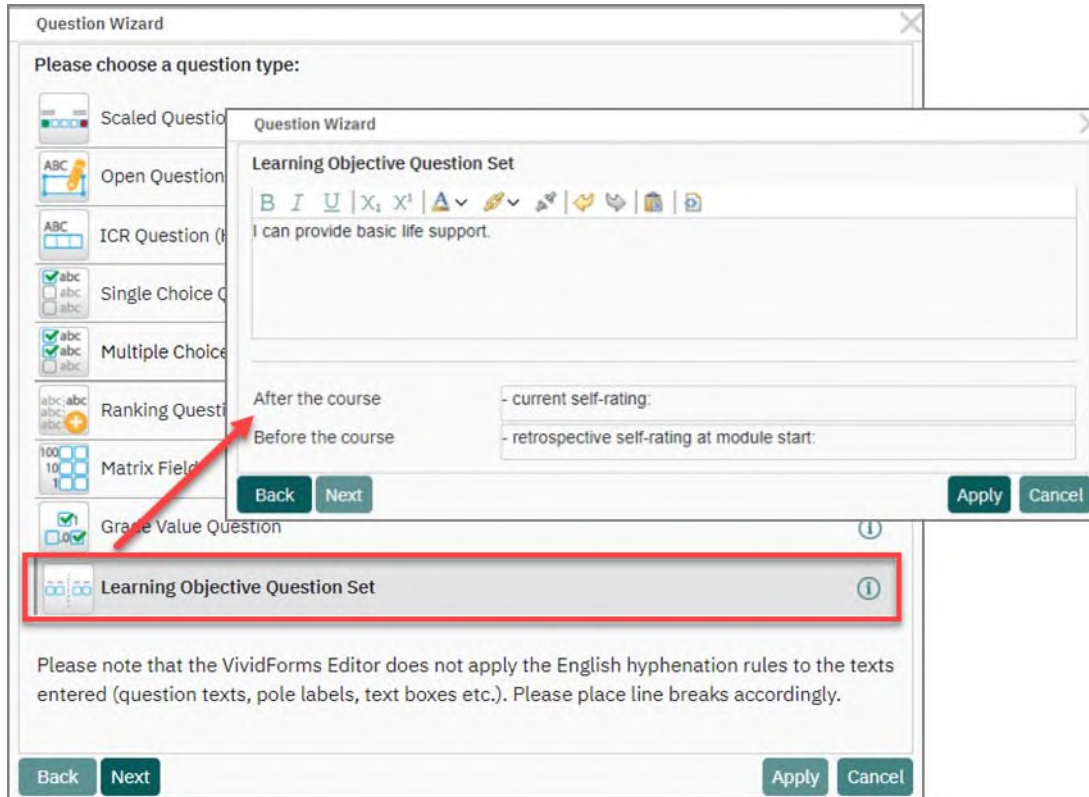 Question Wizard
Please choose a question type:
Scaled Questio
Open Question
ICR Question (
Single Choice
Multiple Choice
Ranking Questi
Matrix Field
Grade Value Question
Learning Objective Question Set
Please note that the VividForms Editor does not apply the English hyphenation rules to the texts
entered (question texts, pole labels, text boxes etc.). Please place line breaks accordingly.
Back Next Apply Cancel
Question Wizard
Learning Objective Question Set
B I U X₁ X¹ A
I can provide basic life support.
After the course - current self-rating:
Before the course - retrospective self-rating at module start:
Back Next Apply Cancel